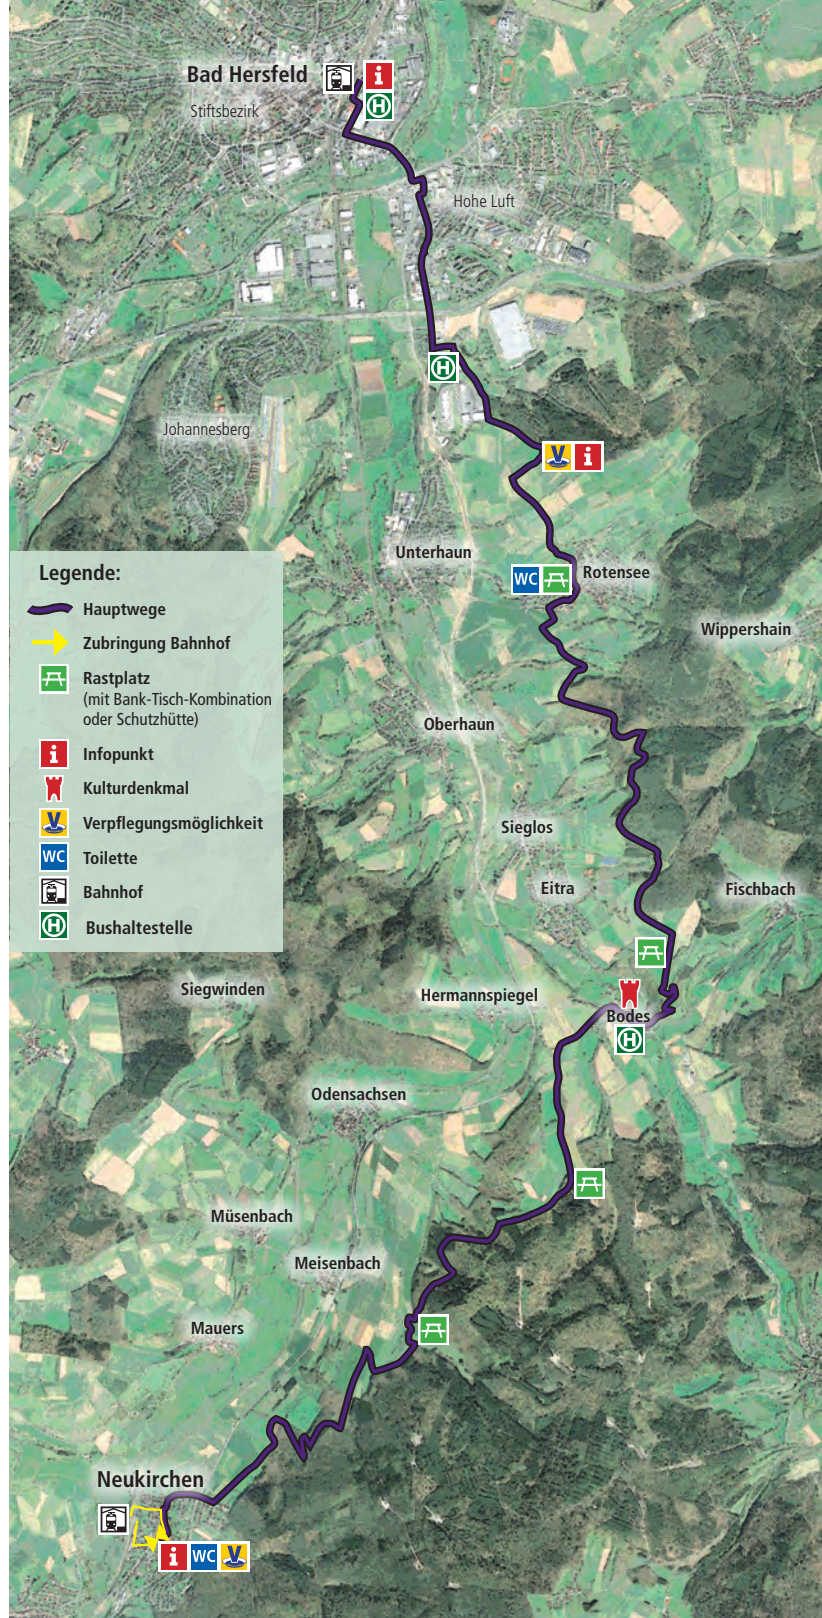 Bad Hersfeld
i
Stiftsbezirk
H
Hohe Luft
H
Johannesberg
V i
Unterhaun
WC
Rotensee
Legende:
Hauptwege
Zubringung Bahnhof
Rastplatz
(mit Bank-Tisch-Kombination
oder Schutzhütte)
i Infopunkt
Kulturdenkmal
V Verpflegungsmöglichkeit
WC Toilette
Bahnhof
H Bushaltestelle
Wippershain
Oberhaun
Sieglos
Eitra
Fischbach
Siegwinden
Hermannspiegel
Bodes
H
Odensachsen
Müsenbach
Meisenbach
Mauers
Neukirchen
i WC V